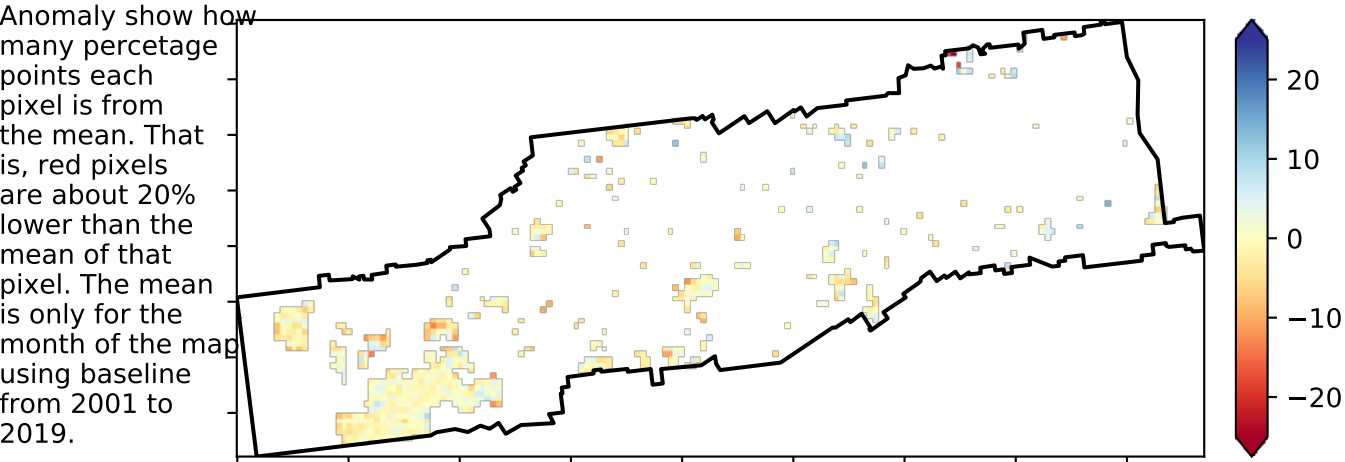 Anomaly show how
many percetage
points each
pixel is from
the mean. That
is, red pixels
are about 20%
lower than the
mean of that
pixel. The mean
is only for the
month of the map
using baseline
from 2001 to
2019.
20
10
0
−10
−20